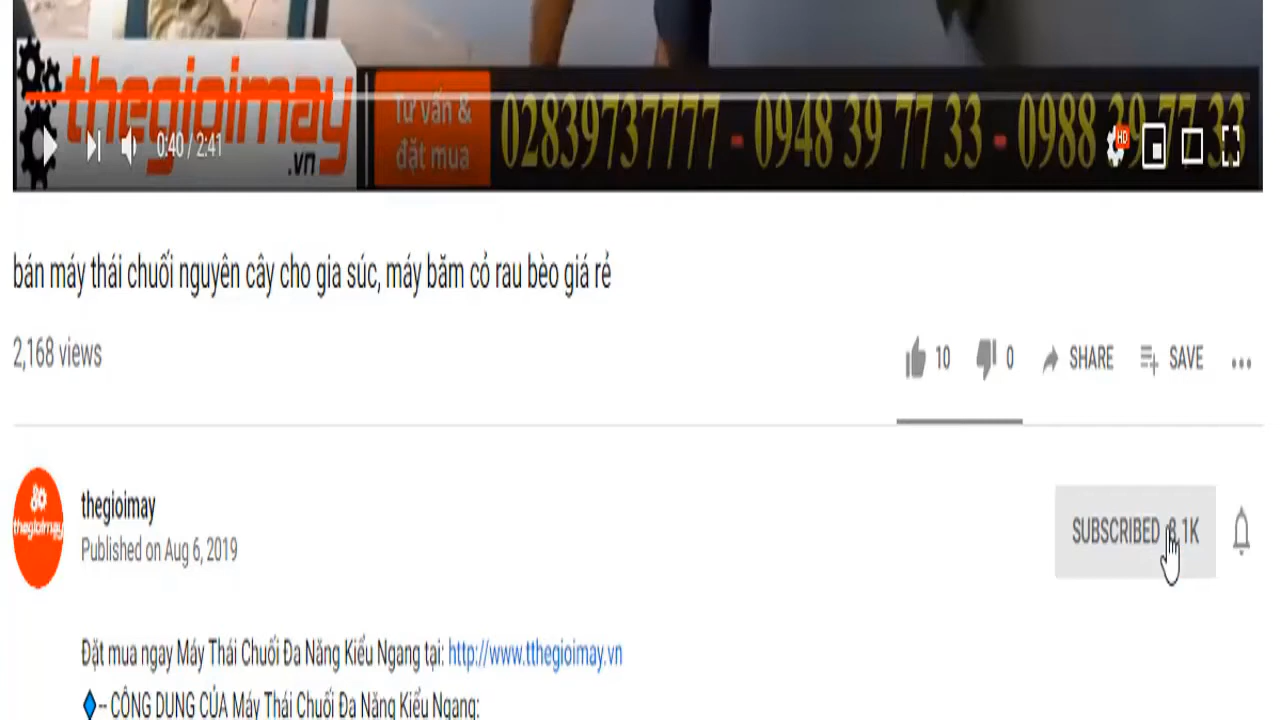 thegioimay
.vn
Tư vấn &
đặt mua
02839737777 - 0948 39 77 33 - 0988 39 77 33
0:40 / 2:41
HD
bán máy thái chuối nguyên cây cho gia súc, máy băm cỏ rau bèo giá rẻ
2,168 views
10 0 SHARE SAVE
thegioimay
thegioimay
Published on Aug 6, 2019
SUBSCRIBED
Đặt mua ngay Máy Thái Chuối Đa Năng Kiểu Ngang tại: http://www.tthegioimay.vn
-- CÔNG DỤNG CỦA Máy Thái Chuối Đa Năng Kiểu Ngang: